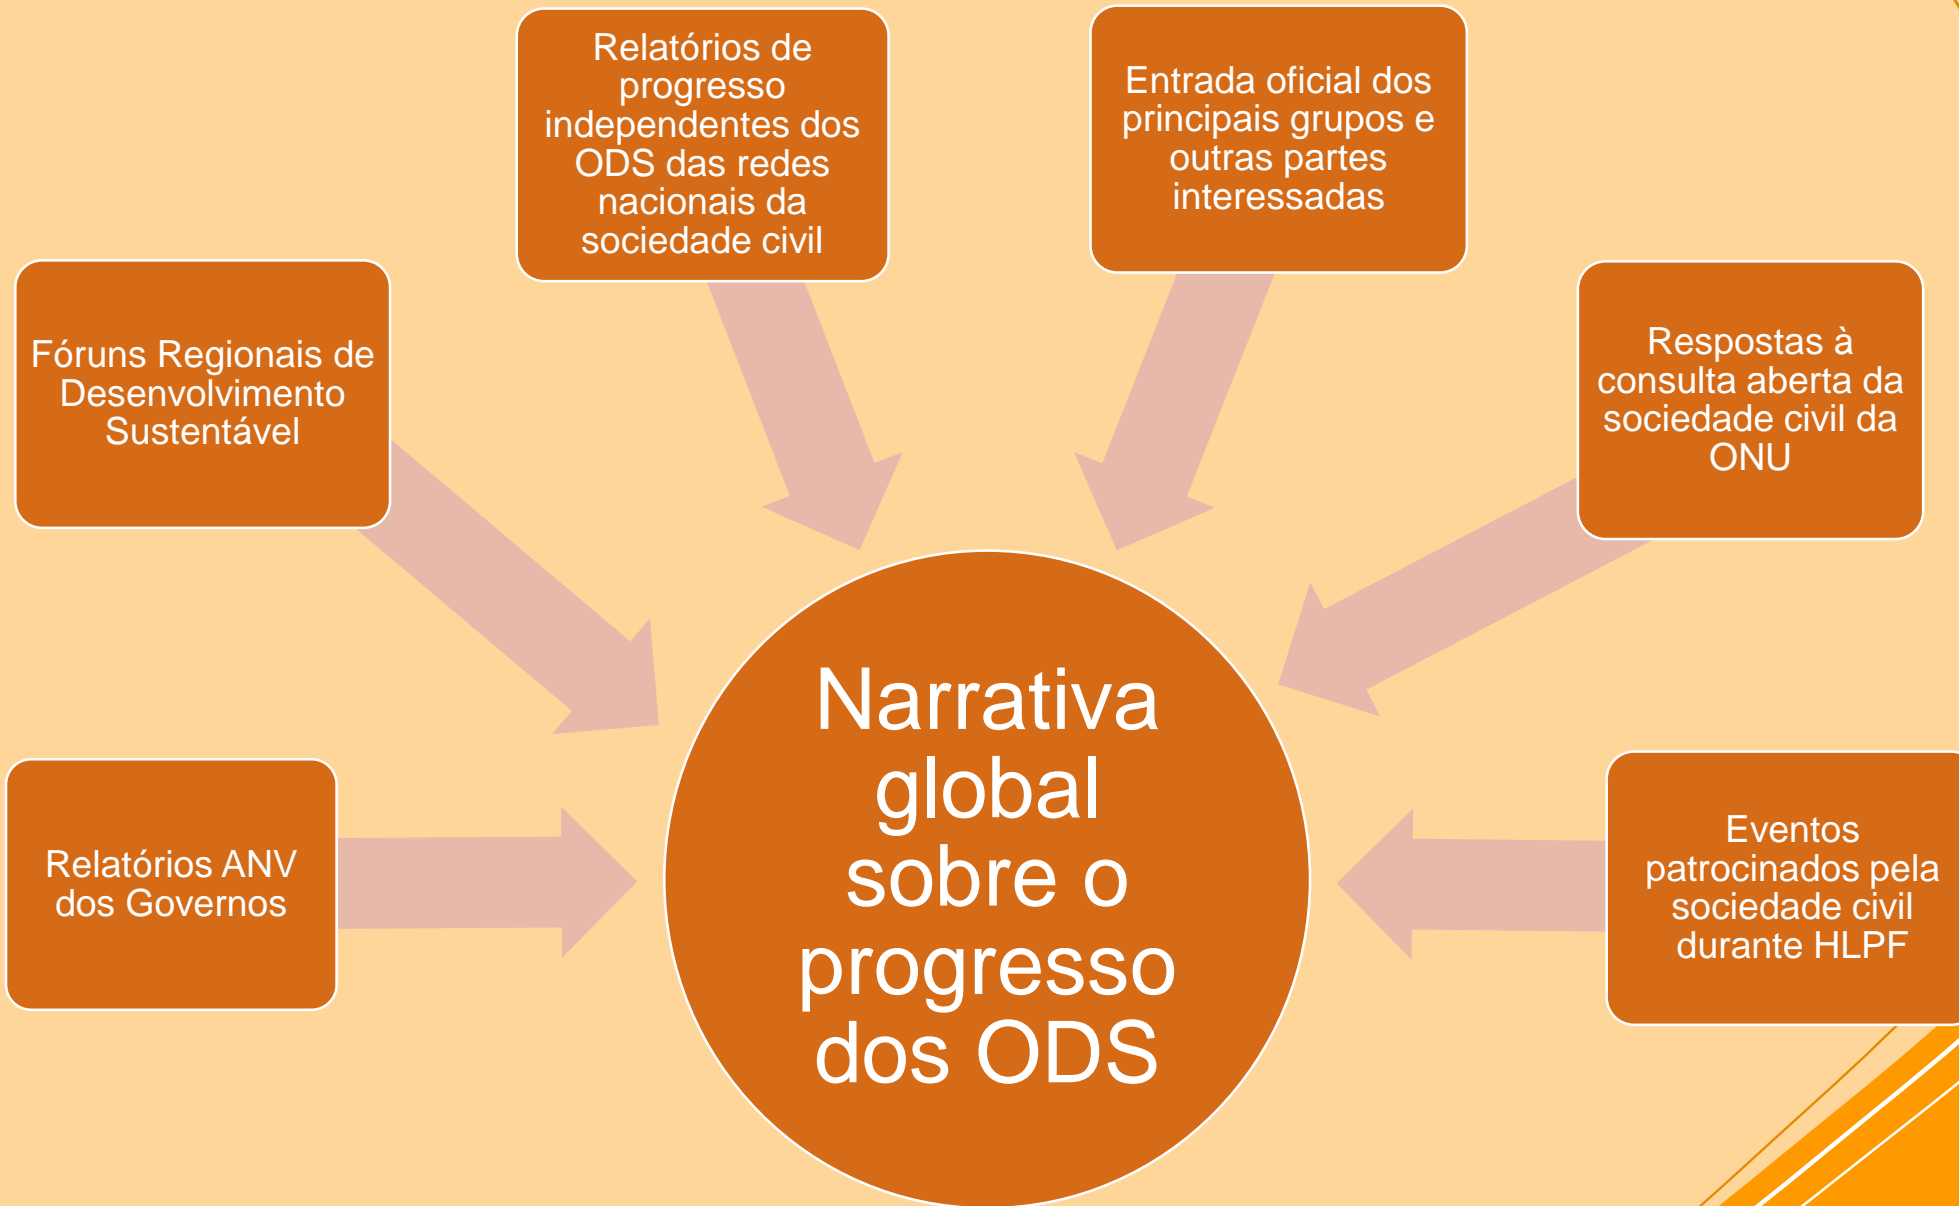 Relatórios de
progresso
independentes dos
ODS das redes
nacionais da
sociedade civil
Entrada oficial dos
principais grupos e
outras partes
interessadas
Fóruns Regionais de
Desenvolvimento
Sustentável
Respostas à
consulta aberta da
sociedade civil da
ONU
Relatórios ANV
dos Governos
Narrativa
global
sobre o
progresso
dos ODS
Eventos
patrocinados pela
sociedade civil
durante HLPF